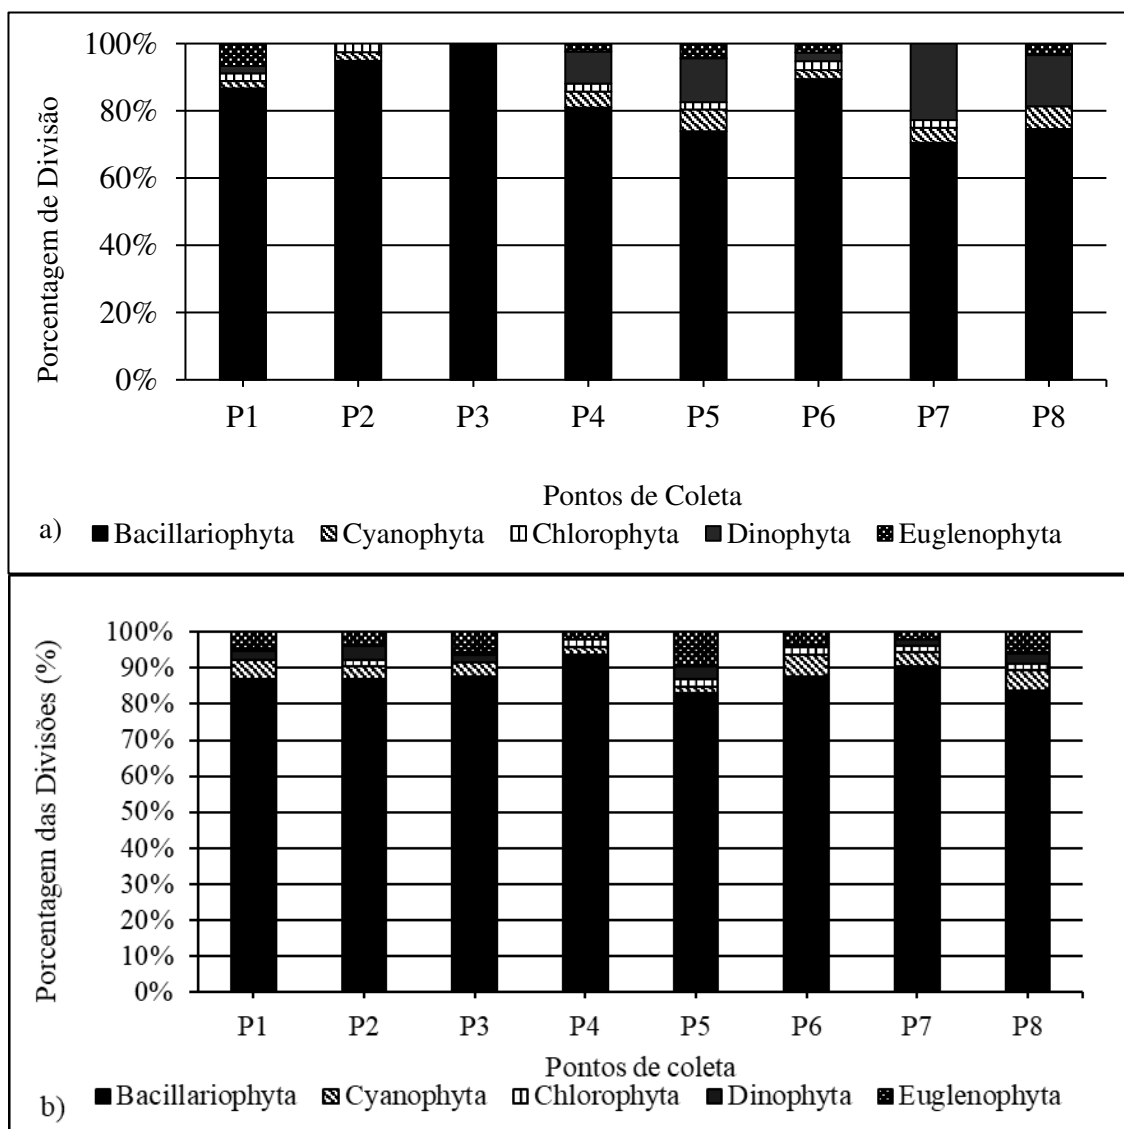 Porcentagem de Divisão
100%
80%
60%
40%
20%
0%
P1 P2 P3 P4 P5 P6 P7 P8
Pontos de Coleta
a) Bacillariophyta Cyanophyta Chlorophyta Dinophyta Euglenophyta
Porcentagem das Divisões (%)
100%
90%
80%
70%
60%
50%
40%
30%
20%
10%
0%
P1 P2 P3 P4 P5 P6 P7 P8
Pontos de coleta
b) Bacillariophyta Cyanophyta Chlorophyta Dinophyta Euglenophyta